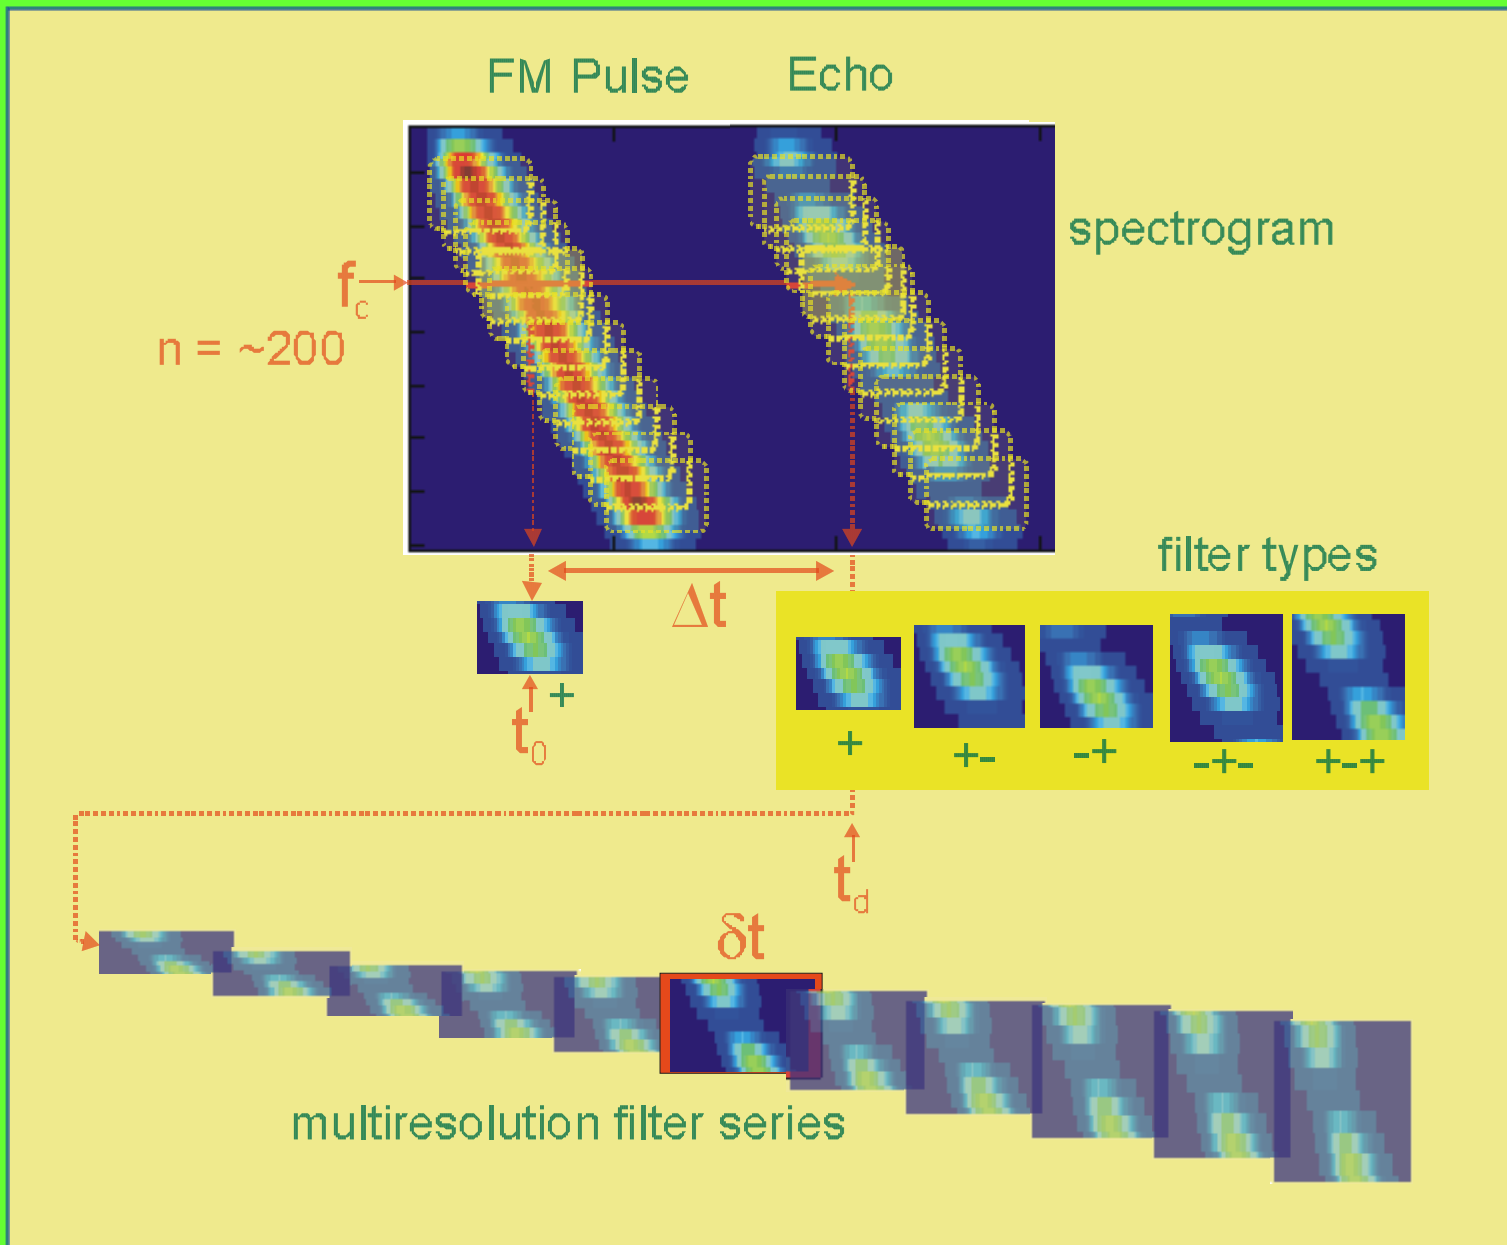 FM Pulse
Echo
spectrogram
fc
n = ~200
Δt
filter types
+
t0
+
+-
-+
-+-
+-+
td
δt
multiresolution filter series